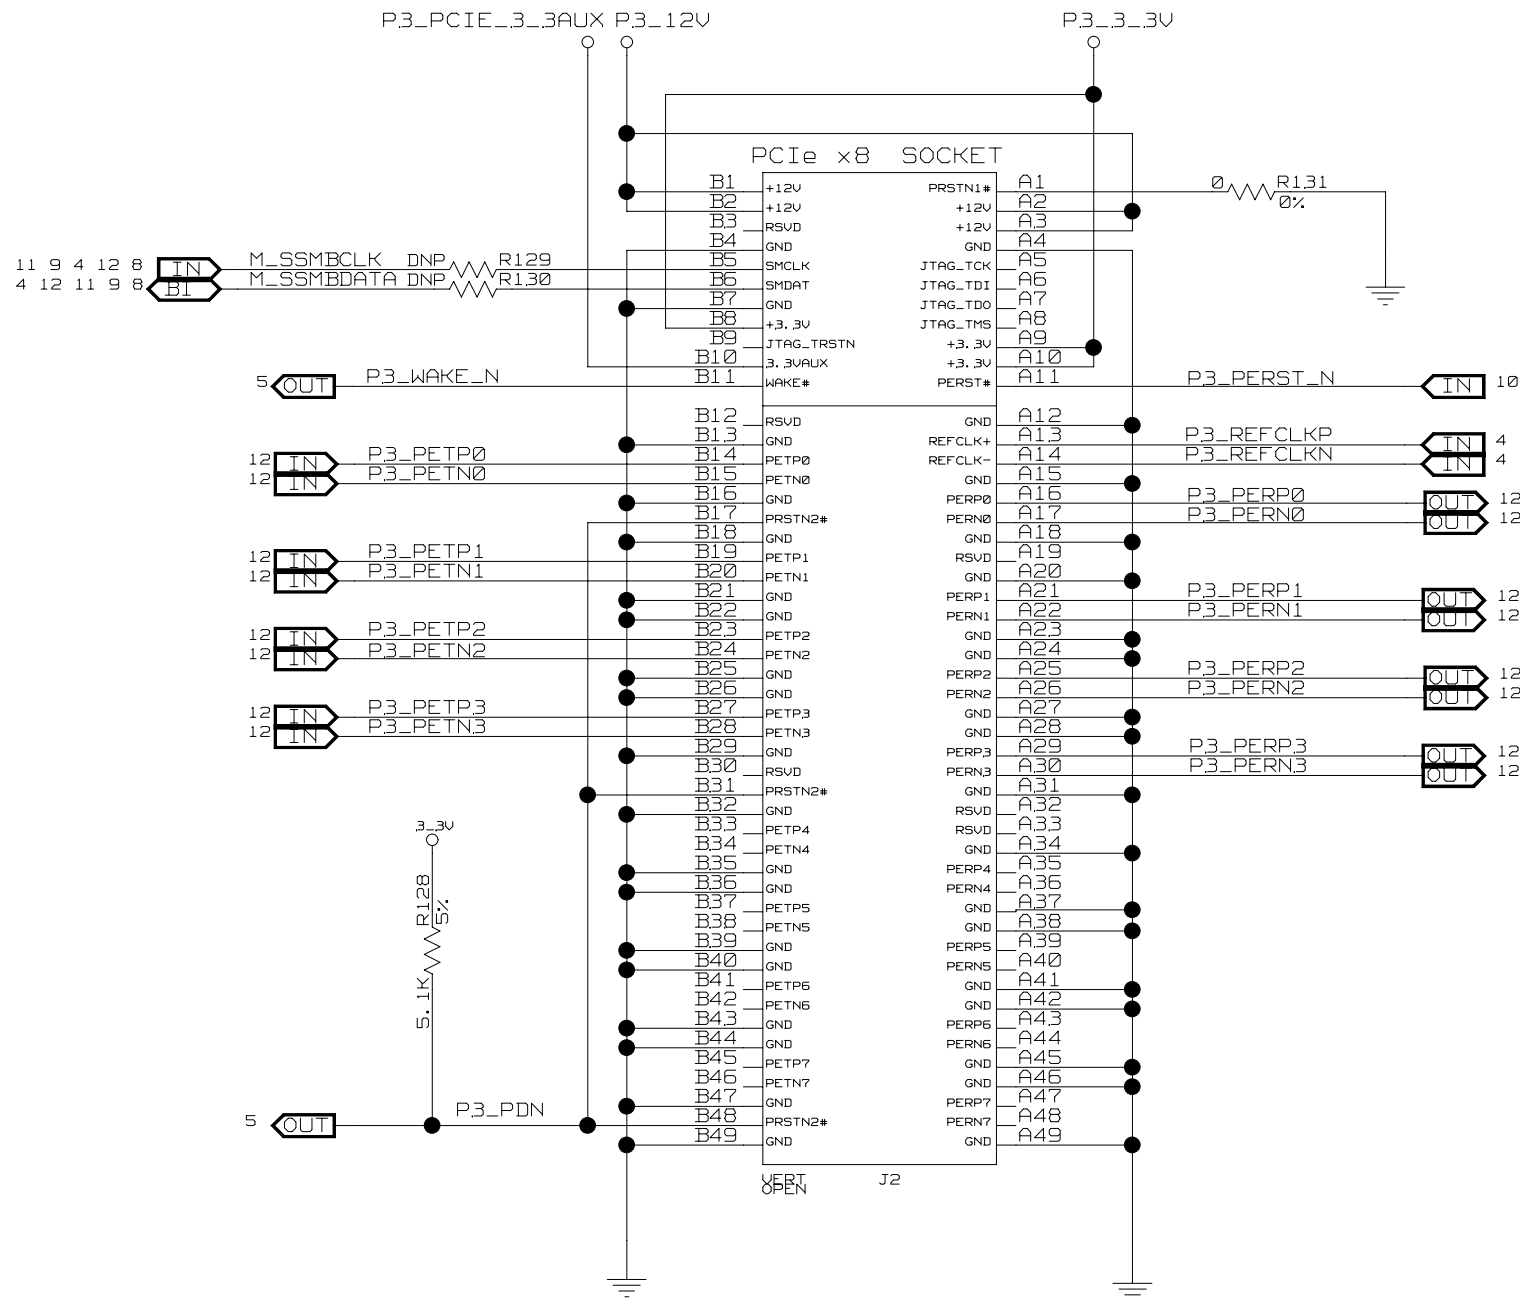 P3_PCIE_3_3AUX P3_12V P3_3_3V
PCIe x8 SOCKET
B1 +12V PRSTN1# A1 0 R131
0%
B2 +12V +12V A2
B3 RSVD +12V A3
B4 GND GND A4
11 9 4 12 8 IN M_SSMBCLK DNP R129 B5 SMCLK JTAG_TCK A5
4 12 11 9 8 BI M_SSMBDATA DNP R130 B6 SMDAT JTAG_TDI A6
B7 GND JTAG_TDO A7
B8 +3.3V JTAG_TMS A8
B9 JTAG_TRSTN +3.3V A9
B10 3.3VAUX +3.3V A10
5 OUT P3_WAKE_N B11 WAKE# PERST# A11 P3_PERST_N IN 10
B12 RSVD GND A12
B13 GND REFCLK+ A13 P3_REFCLKP IN 4
12 IN P3_PETP0 B14 PETP0 REFCLK- A14 P3_REFCLKN IN 4
12 IN P3_PETN0 B15 PETN0 GND A15
B16 GND PERP0 A16 P3_PERP0 OUT 12
B17 PRSTN2# PERN0 A17 P3_PERN0 OUT 12
B18 GND GND A18
12 IN P3_PETP1 B19 PETP1 RSVD A19
12 IN P3_PETN1 B20 PETN1 GND A20
B21 GND PERP1 A21 P3_PERP1 OUT 12
B22 GND PERN1 A22 P3_PERN1 OUT 12
12 IN P3_PETP2 B23 PETP2 GND A23
12 IN P3_PETN2 B24 PETN2 GND A24
B25 GND PERP2 A25 P3_PERP2 OUT 12
B26 GND PERN2 A26 P3_PERN2 OUT 12
12 IN P3_PETP3 B27 PETP3 GND A27
12 IN P3_PETN3 B28 PETN3 GND A28
B29 GND PERP3 A29 P3_PERP3 OUT 12
B30 RSVD PERN3 A30 P3_PERN3 OUT 12
B31 PRSTN2# GND A31
B32 GND RSVD A32
3_3V B33 PETP4 RSVD A33
B34 PETN4 GND A34
B35 GND PERP4 A35
R128 B36 GND PERN4 A36
5% B37 PETP5 GND A37
B38 PETN5 GND A38
B39 GND PERP5 A39
B40 GND PERN5 A40
5.1K B41 PETP6 GND A41
B42 PETN6 GND A42
B43 GND PERP6 A43
B44 GND PERN6 A44
B45 PETP7 GND A45
B46 PETN7 GND A46
B47 GND PERP7 A47
5 OUT P3_PDN B48 PRSTN2# PERN7 A48
B49 GND GND A49
VERT J2
OPEN